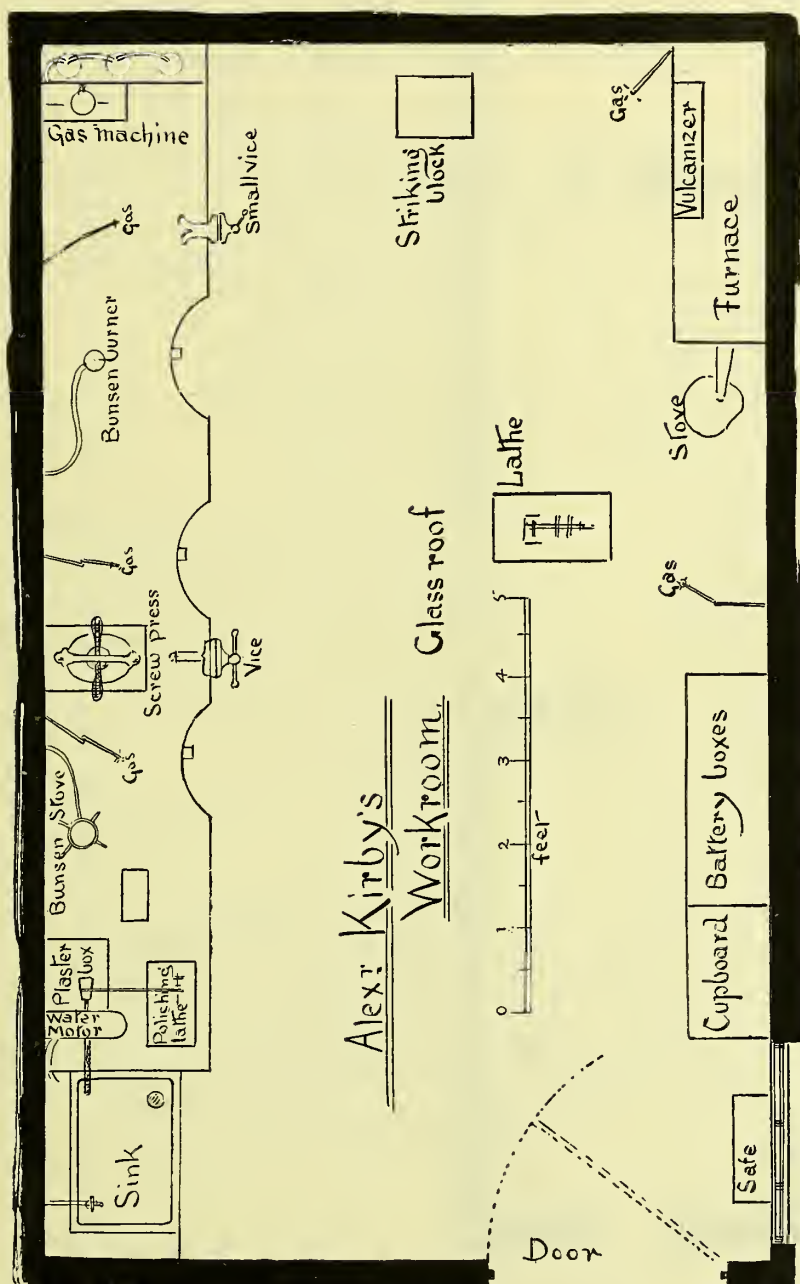 Gas machine
Gas
Small vice
Bunsen burner
Gas
Screw press
Vice
Gas
Bunsen Stove
Plaster
box
Water
Motor
Polishing
lathe
Sink
Striking
block
Glass roof
Alexr Kirby's
Workroom.
Lathe
0 1 2 3 4 5
feet
Gas
Vulcanizer
Furnace
Stove
Gas
Battery boxes
Cupboard
Safe
Door